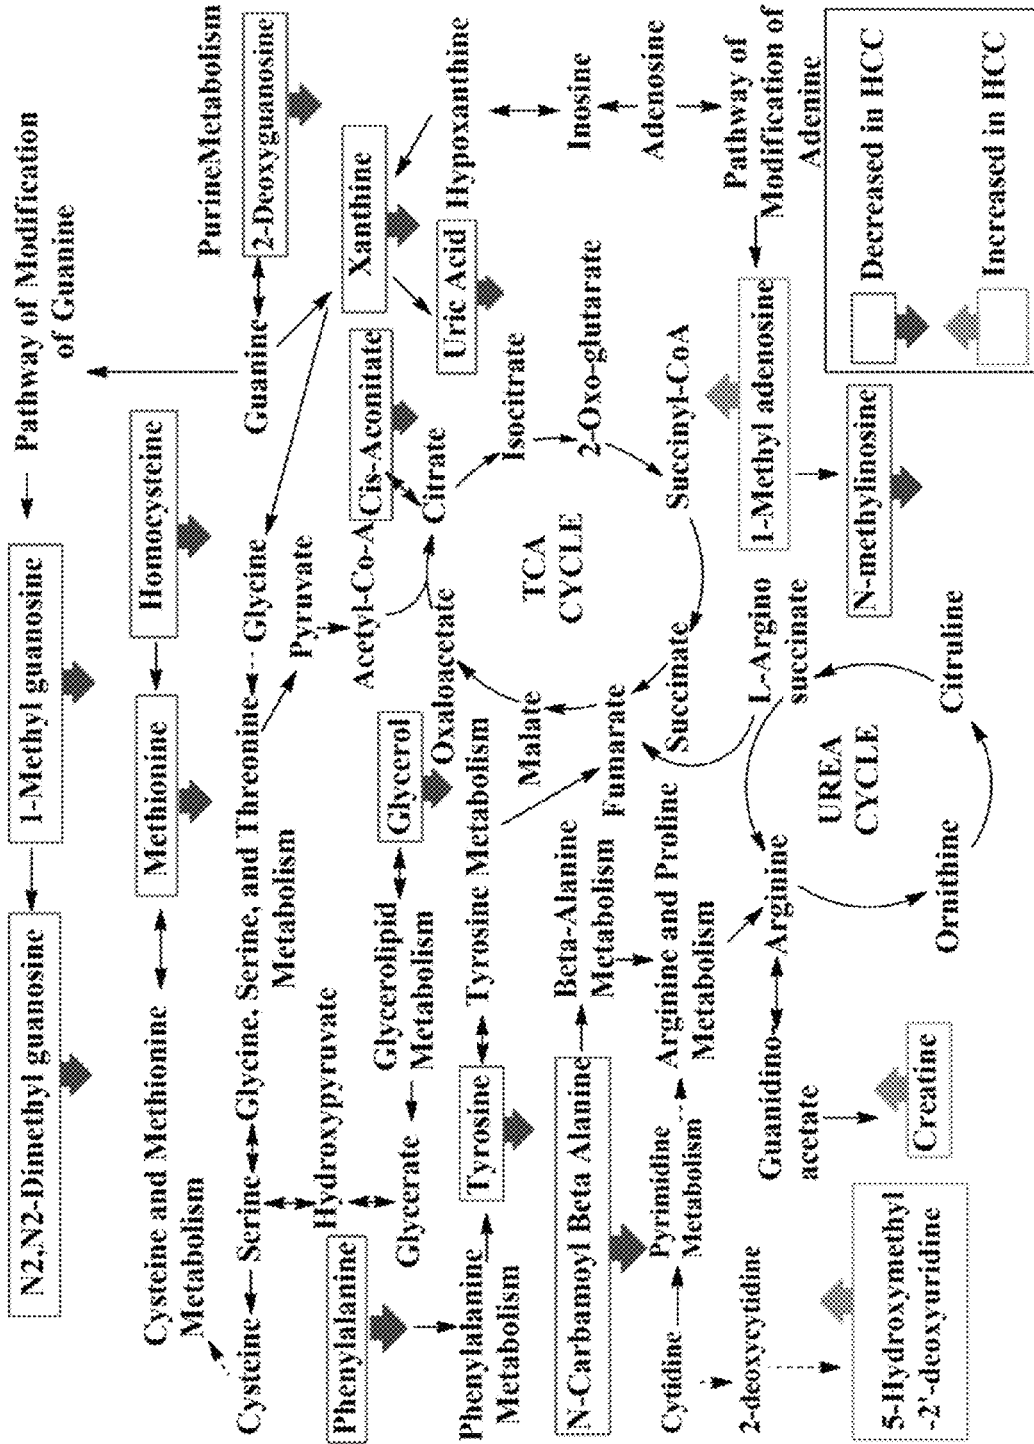 N2,N2-Dimethyl guanosine
1-Methyl guanosine
Pathway of Modification
of Guanine
Cysteine and Methionine
Metabolism
Methionine
Homocysteine
PurineMetabolism
Cysteine
Serine
Glycine, Serine, and Threonine
Metabolism
Glycine
Guanine
2-Deoxyguanosine
Phenylalanine
Hydroxypyruvate
Pyruvate
Xanthine
Glycerate
Glycerolipid
Metabolism
Glycerol
Acetyl-Co-A
Cis-Aconitate
Uric Acid
Hypoxanthine
Phenylalanine
Metabolism
Tyrosine
Tyrosine Metabolism
Oxaloacetate
Citrate
Isocitrate
Malate
TCA
CYCLE
2-Oxo-glutarate
Inosine
N-Carbamoyl Beta Alanine
Beta-Alanine
Metabolism
Fumarate
Succinate
Succinyl-CoA
Adenosine
Cytidine
Pyrimidine
Metabolism
Arginine and Proline
Metabolism
Pathway of
Modification of
Adenine
2-deoxycytidine
Guanidino
acetate
Arginine
L-Argino
succinate
1-Methyl adenosine
UREA
CYCLE
N-methylinosine
5-Hydroxymethyl
-2'-deoxyuridine
Creatine
Ornithine
Citruline
Decreased in HCC
Increased in HCC